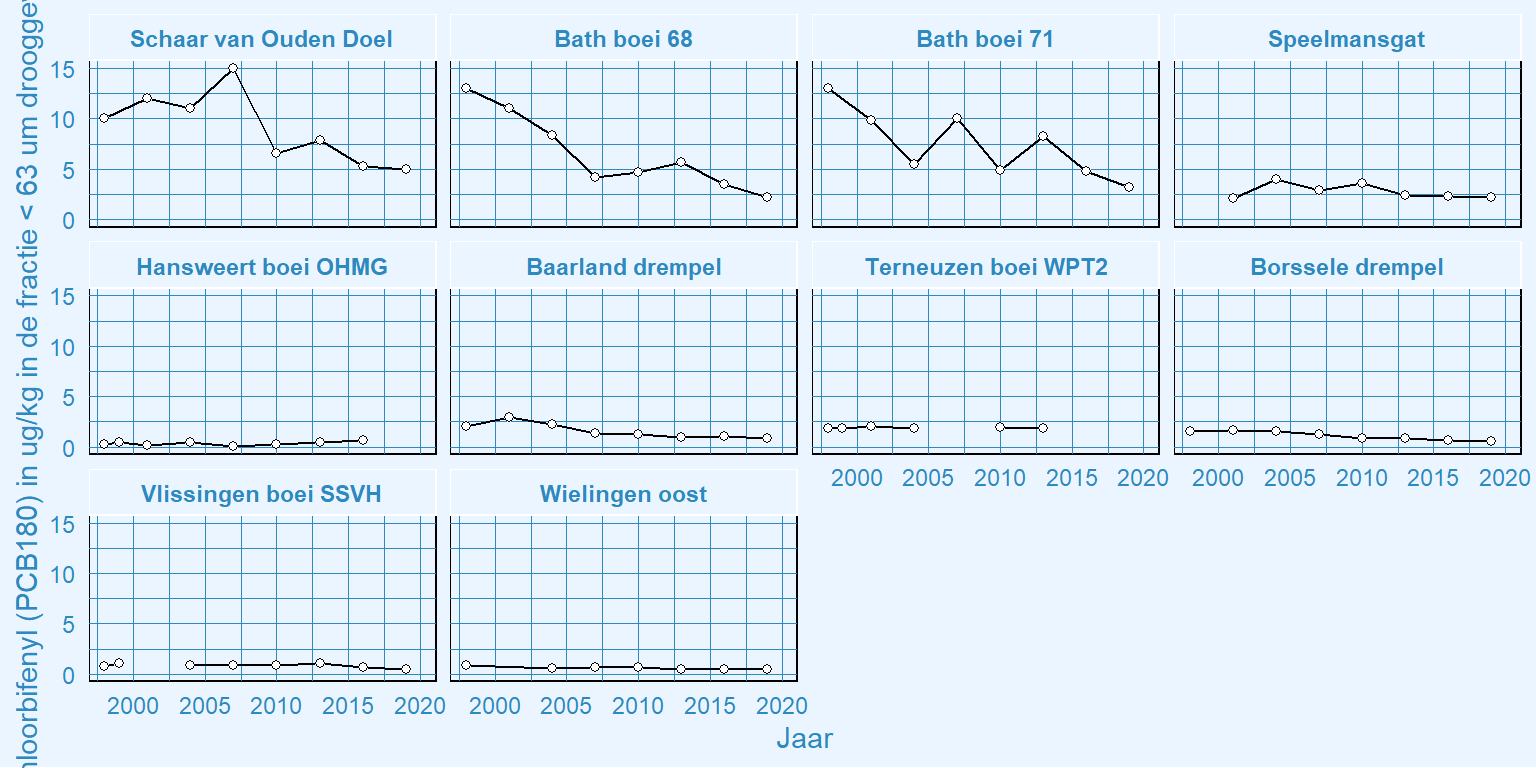 Schaar van Ouden Doel
Bath boei 68
Bath boei 71
Speelmansgat
15
10
5
0
Hansweert boei OHMG
Baarland drempel
Terneuzen boei WPT2
Borssele drempel
15
10
5
0
2000 2005 2010 2015 2020
2000 2005 2010 2015 2020
Vlissingen boei SSVH
Wielingen oost
15
10
5
0
2000 2005 2010 2015 2020
2000 2005 2010 2015 2020
Jaar
(PCB180) in ug/kg in de fractie < 63 um